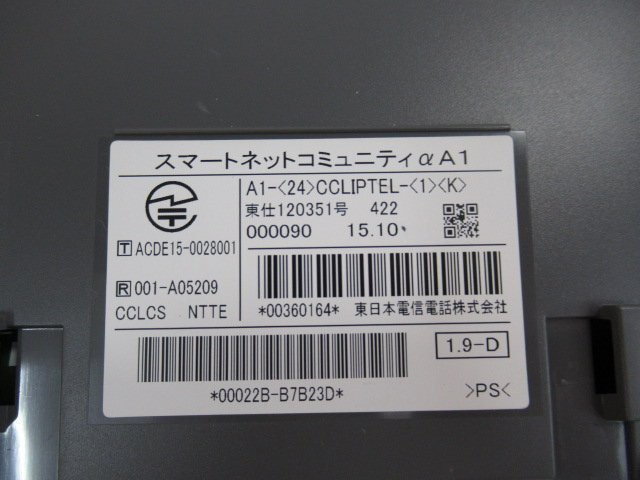 スマートネットコミュニティαA1
A1-<24>CCLIPTEL-<1><K>
東仕120351号 422
000090 15.10
T ACDE15-0028001
R 001-A05209
CCLCS NTTE
*00360164* 東日本電信電話株式会社
1.9-D
*00022B-B7B23D*
>PS<